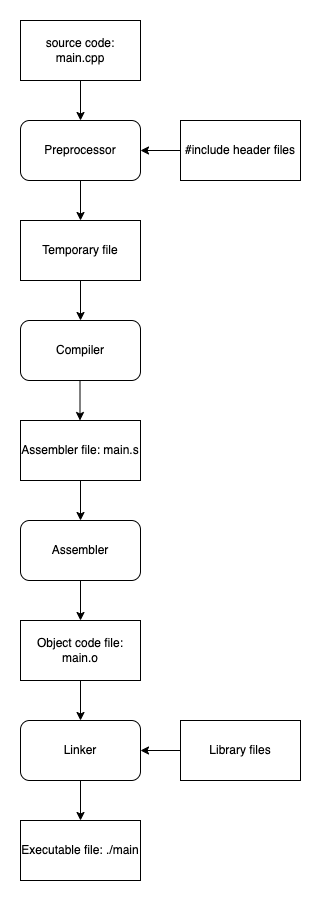 source code:
main.cpp
Preprocessor
#include header files
Temporary file
Compiler
Assembler file: main.s
Assembler
Object code file:
main.o
Linker
Library files
Executable file: ./main